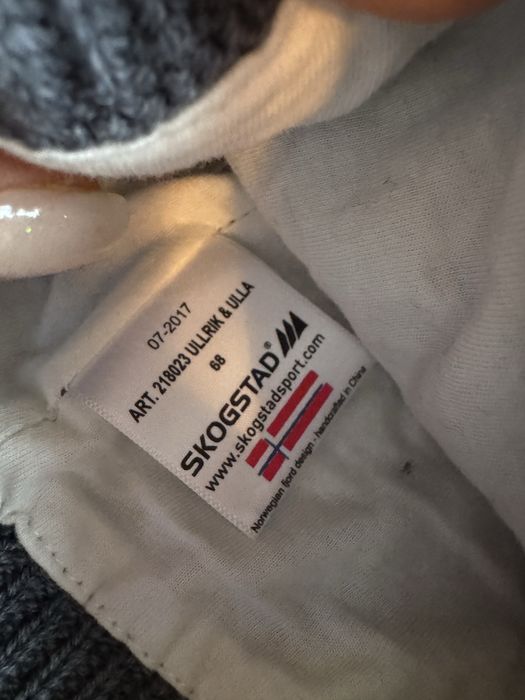 07-2017
ART. 218023 ULLRIK & ULLA
68
SKOGSTAD®
www.skogstadsport.com
Norwegian fjord design - handcrafted in China